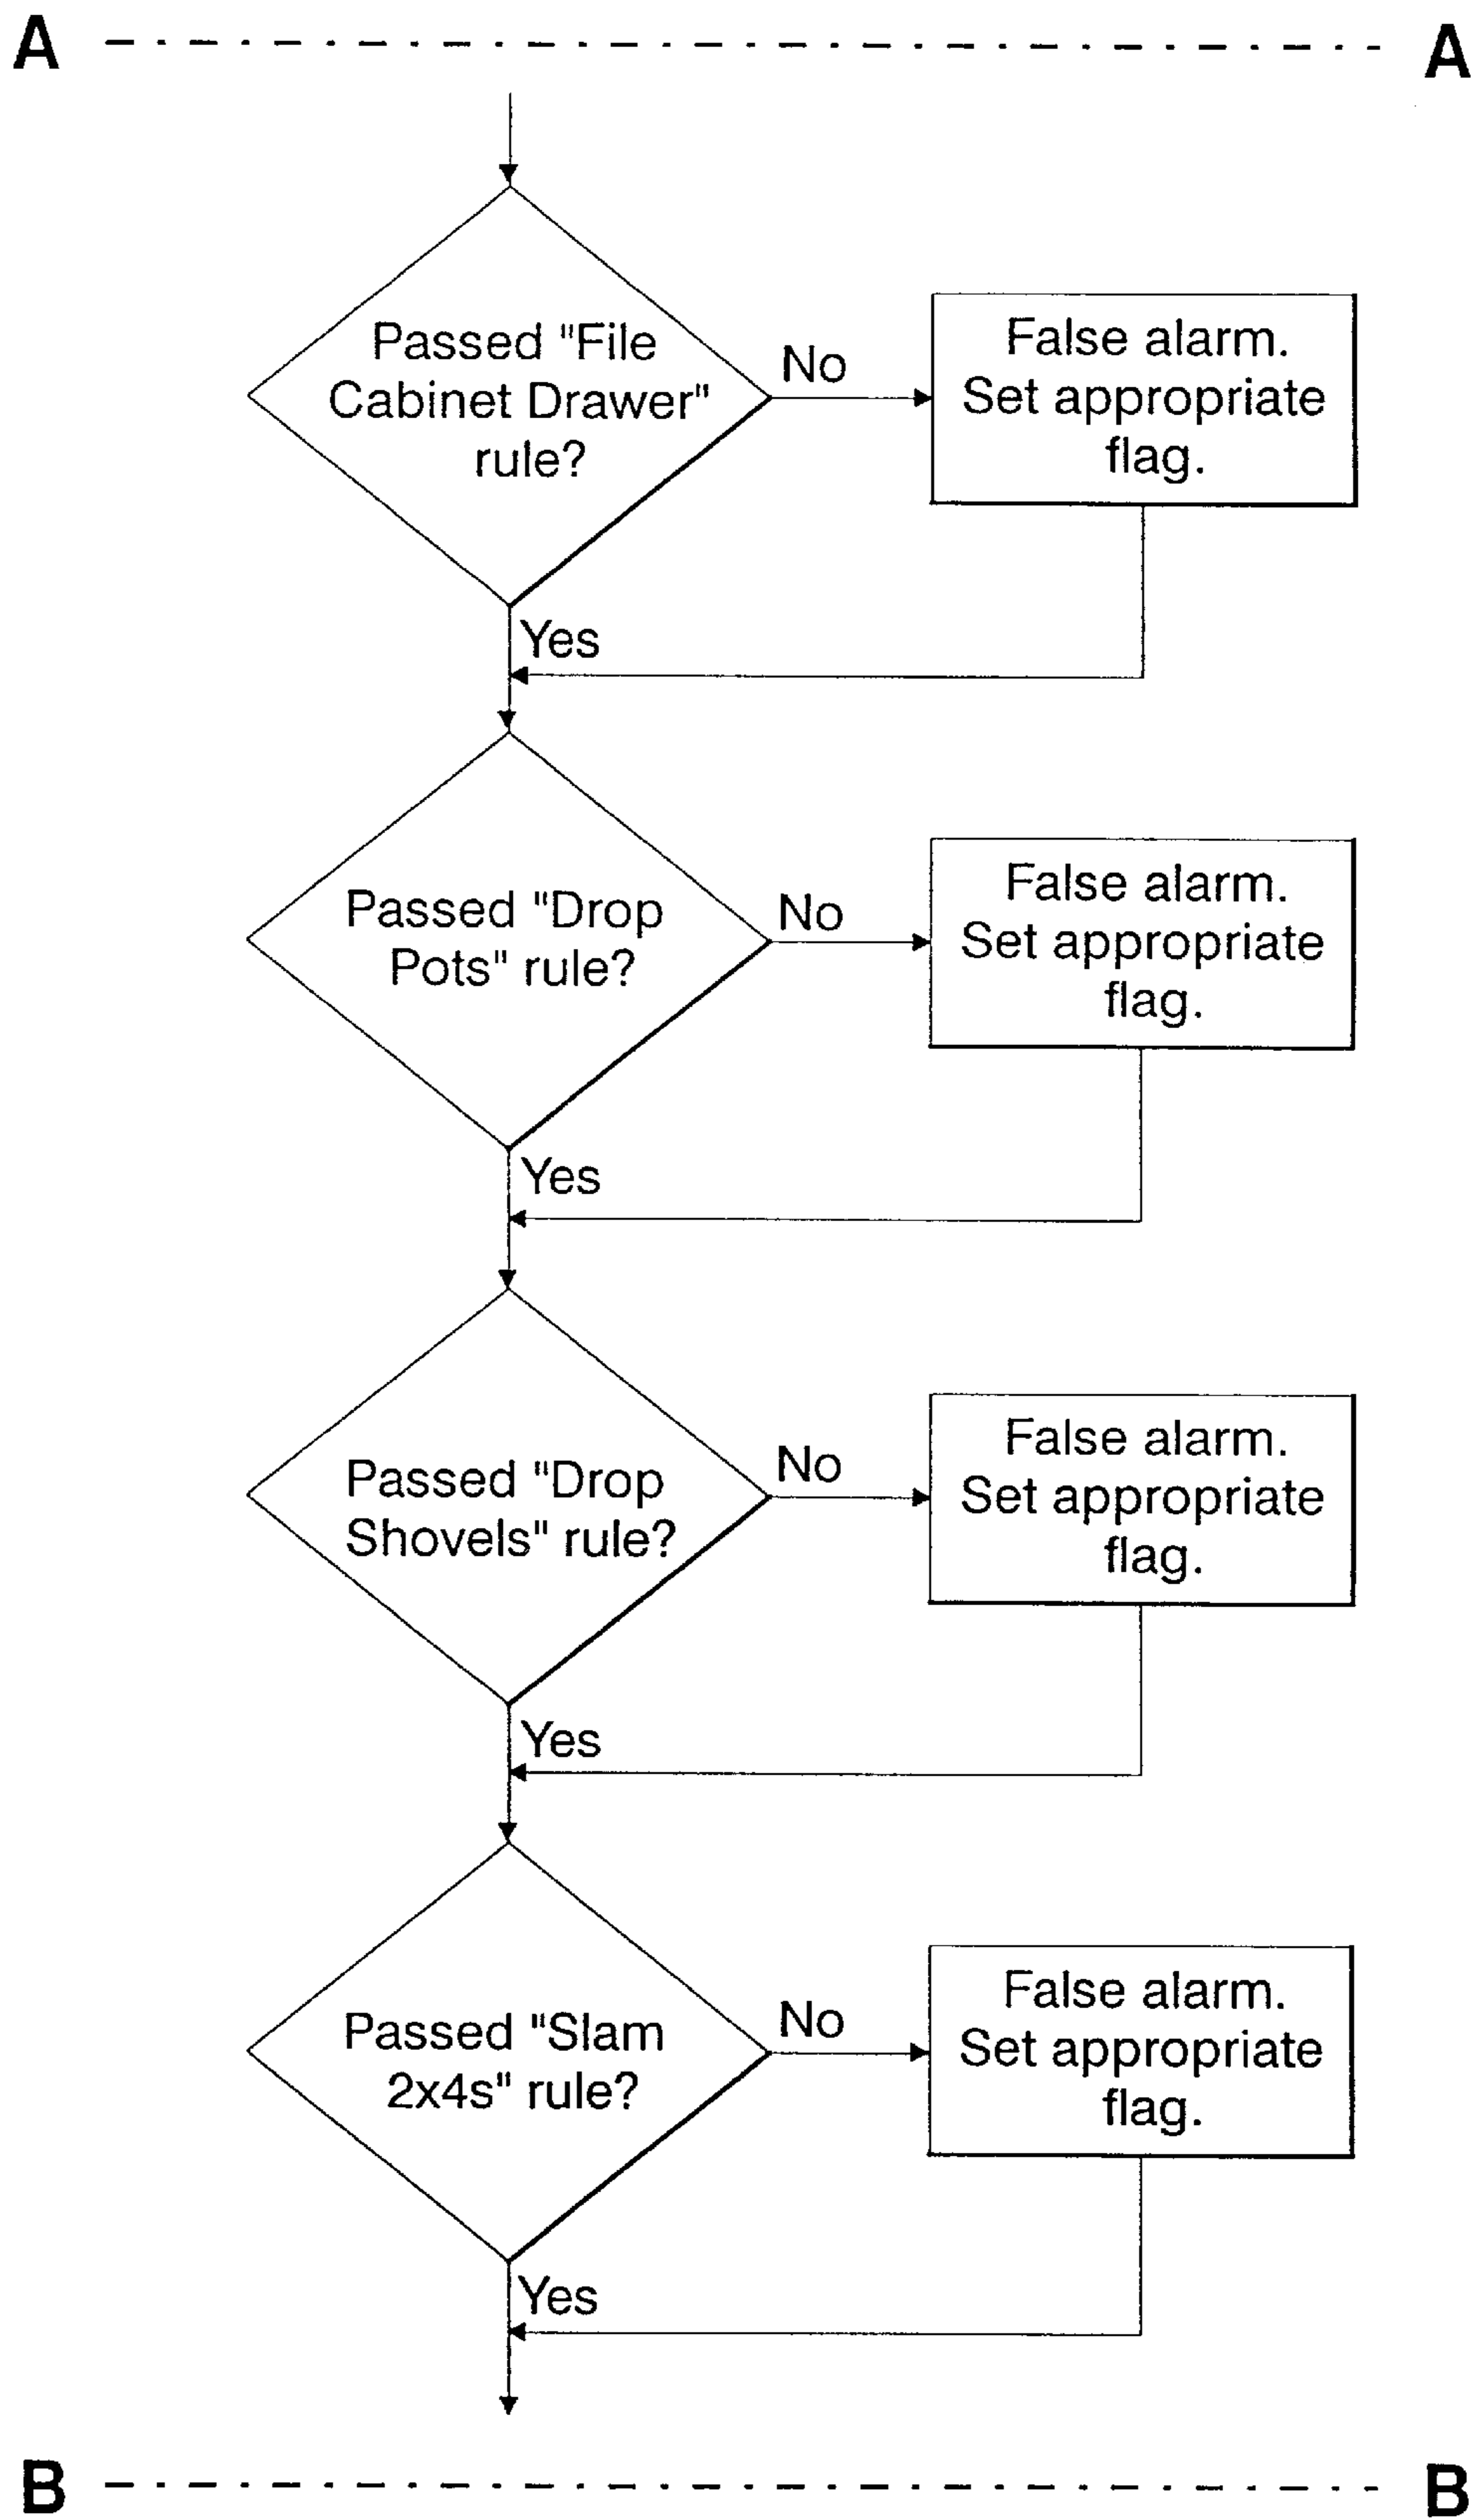 A A
Passed "File
Cabinet Drawer"
rule?
No
False alarm.
Set appropriate
flag.
Yes
Passed "Drop
Pots" rule?
No
False alarm.
Set appropriate
flag.
Yes
Passed "Drop
Shovels" rule?
No
False alarm.
Set appropriate
flag.
Yes
Passed "Slam
2x4s" rule?
No
False alarm.
Set appropriate
flag.
Yes
B B